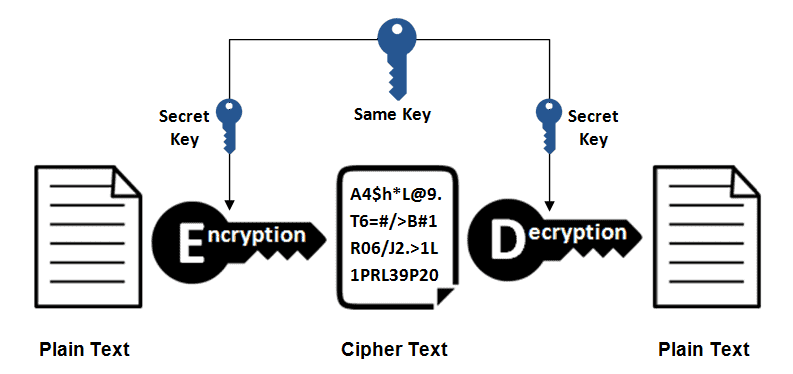 Same Key
Secret
Key
Secret
Key
Encryption
A4$h*L@9.
T6=#/>B#1
R06/J2.>1L
1PRL39P20
Decryption
Plain Text
Cipher Text
Plain Text